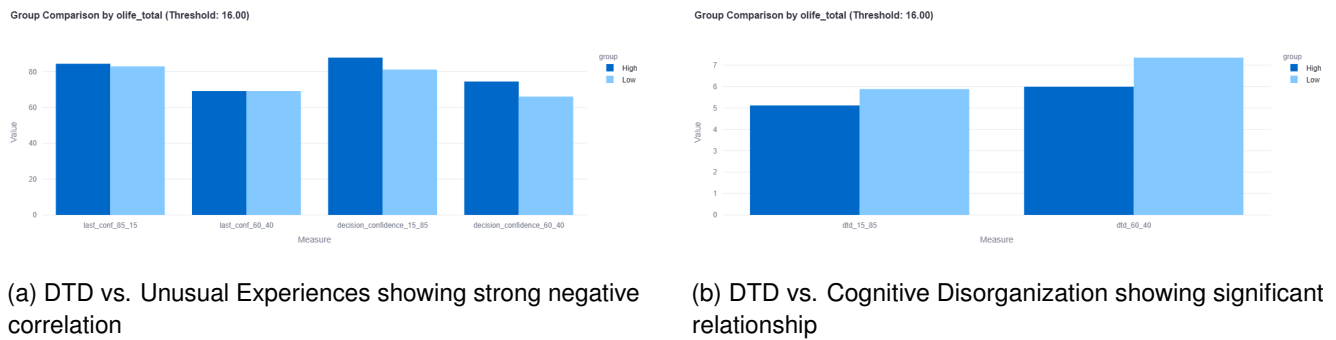 Group Comparison by olife_total (Threshold: 16.00)
80
60
40
20
0
Value
last_conf_85_15
last_conf_60_40
decision_confidence_15_85
decision_confidence_60_40
Measure
group
High
Low
(a) DTD vs. Unusual Experiences showing strong negative
correlation
Group Comparison by olife_total (Threshold: 16.00)
7
6
5
4
3
2
1
0
Value
dtd_15_85
dtd_60_40
Measure
group
High
Low
(b) DTD vs. Cognitive Disorganization showing significant
relationship